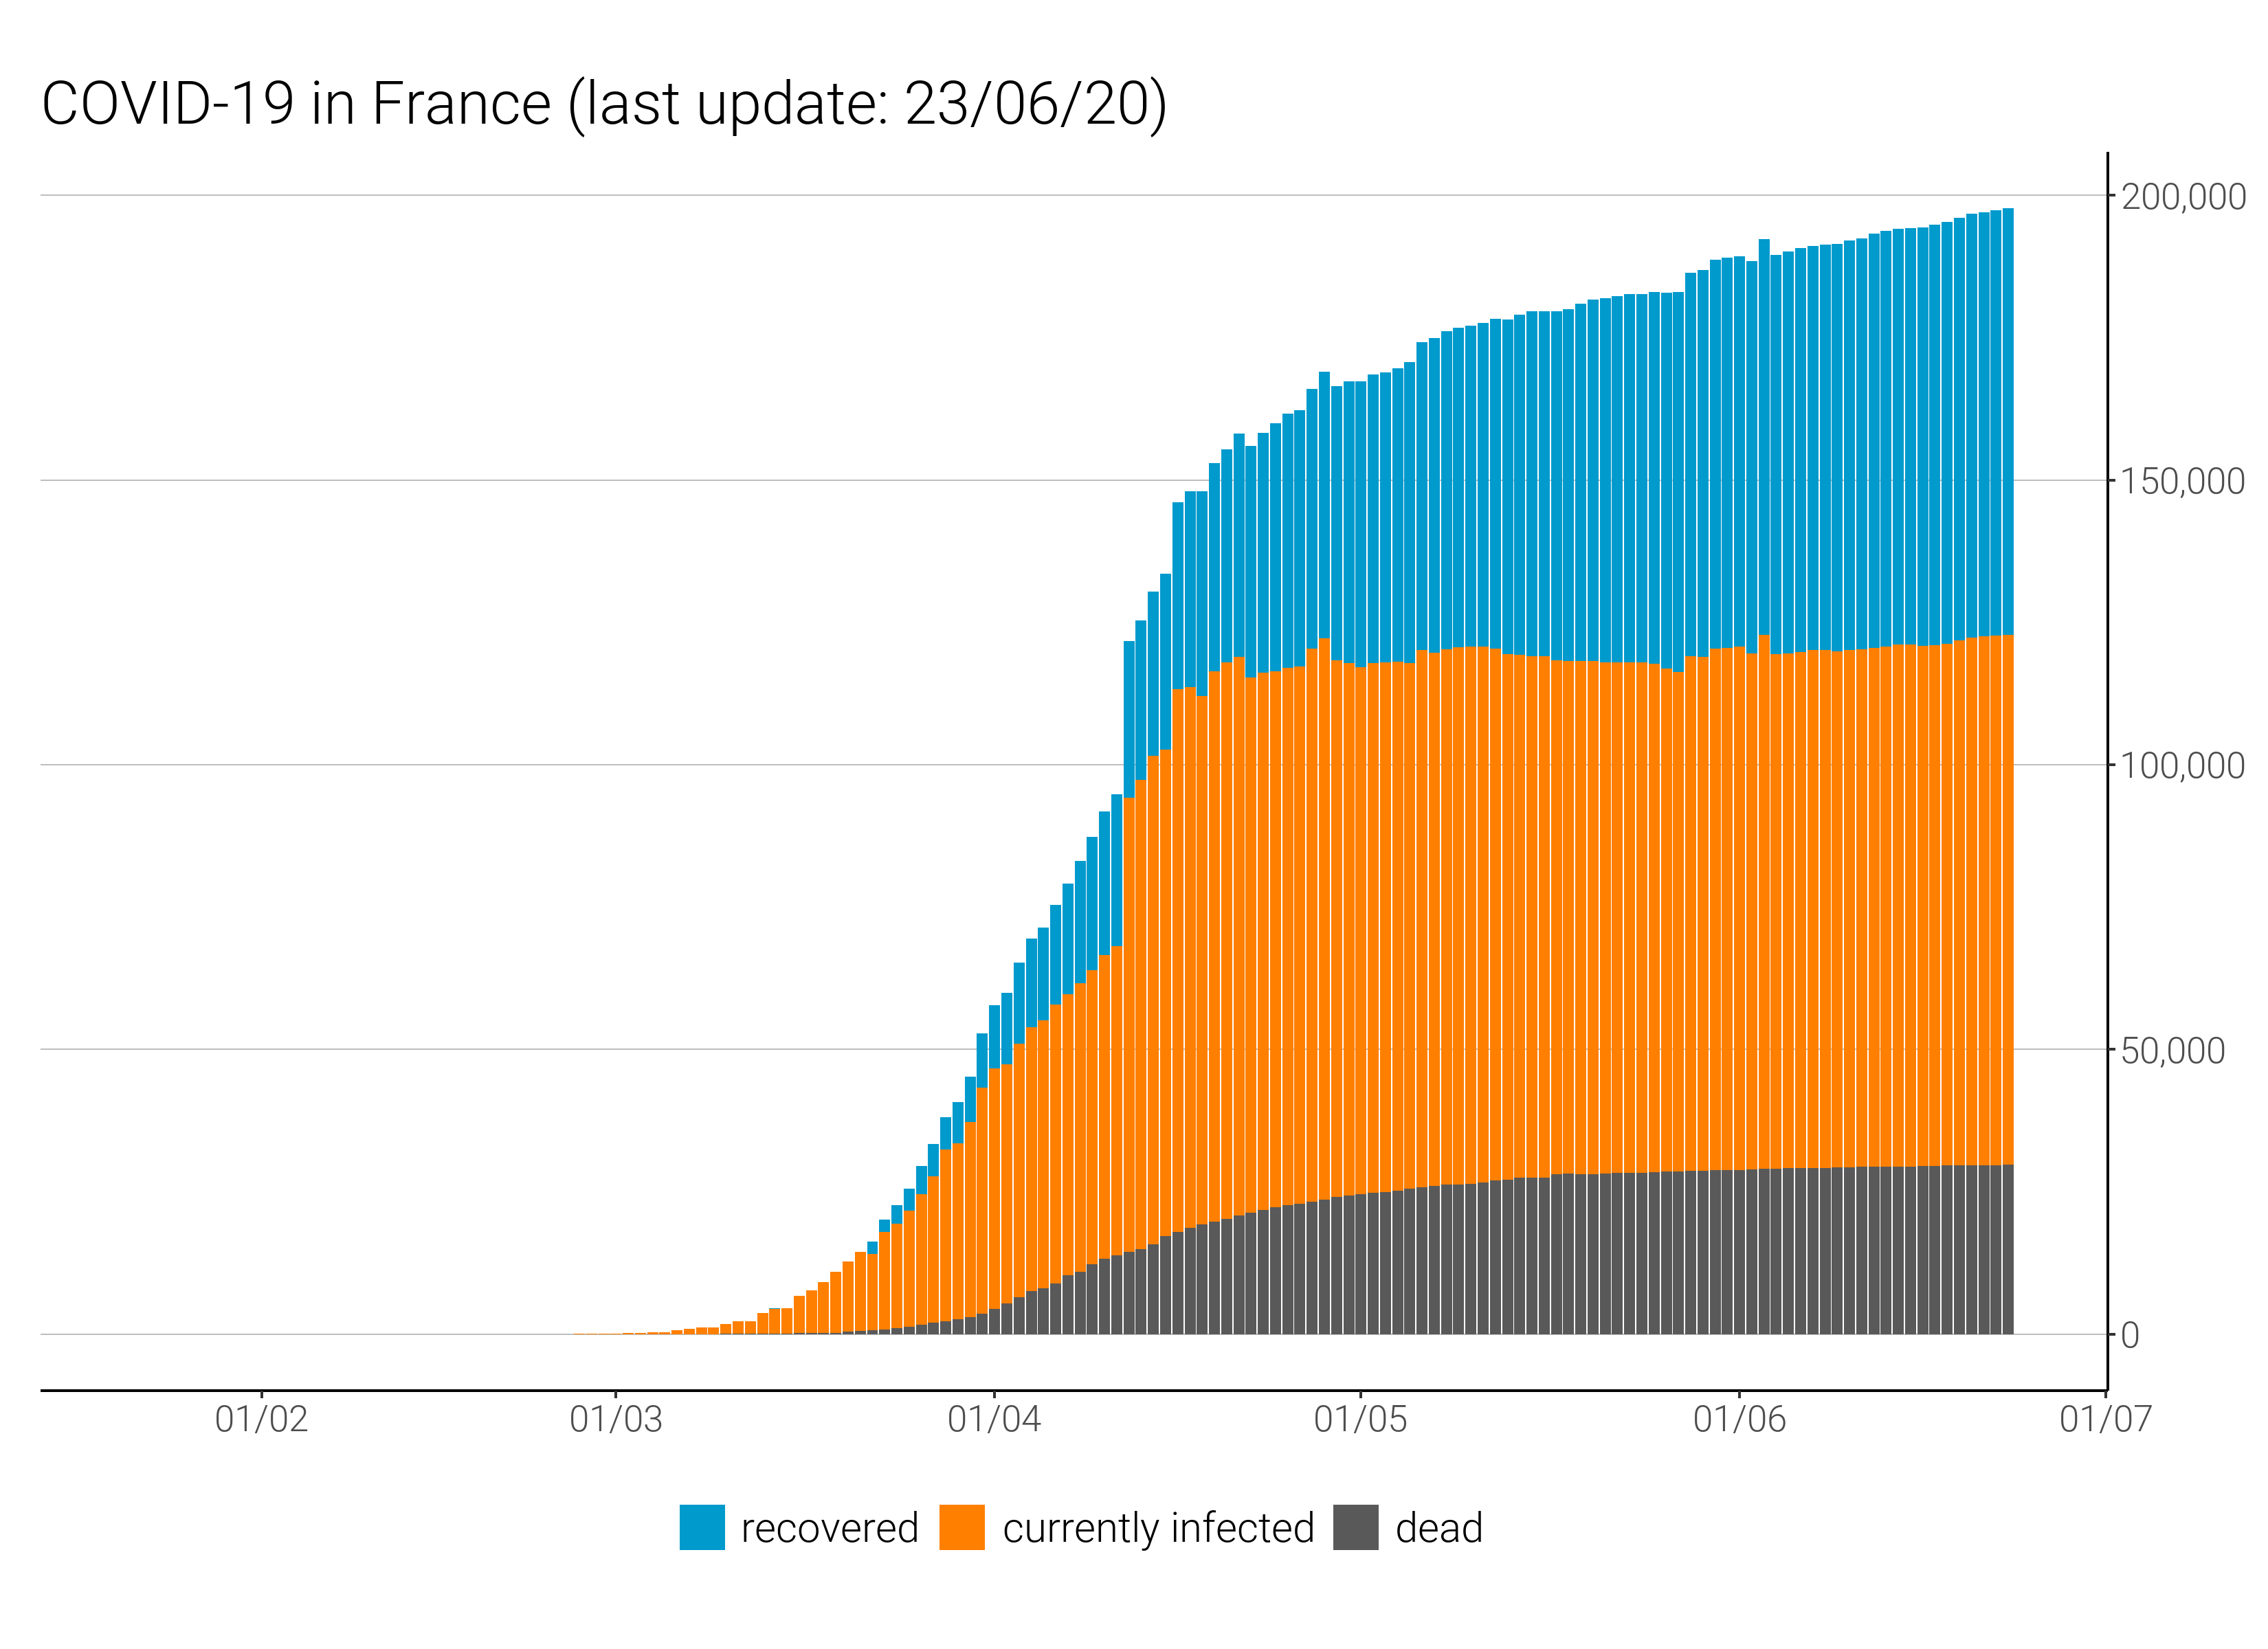 COVID-19 in France (last update: 23/06/20)
200,000
150,000
100,000
50,000
0
01/02 01/03 01/04 01/05 01/06 01/07
recovered currently infected dead